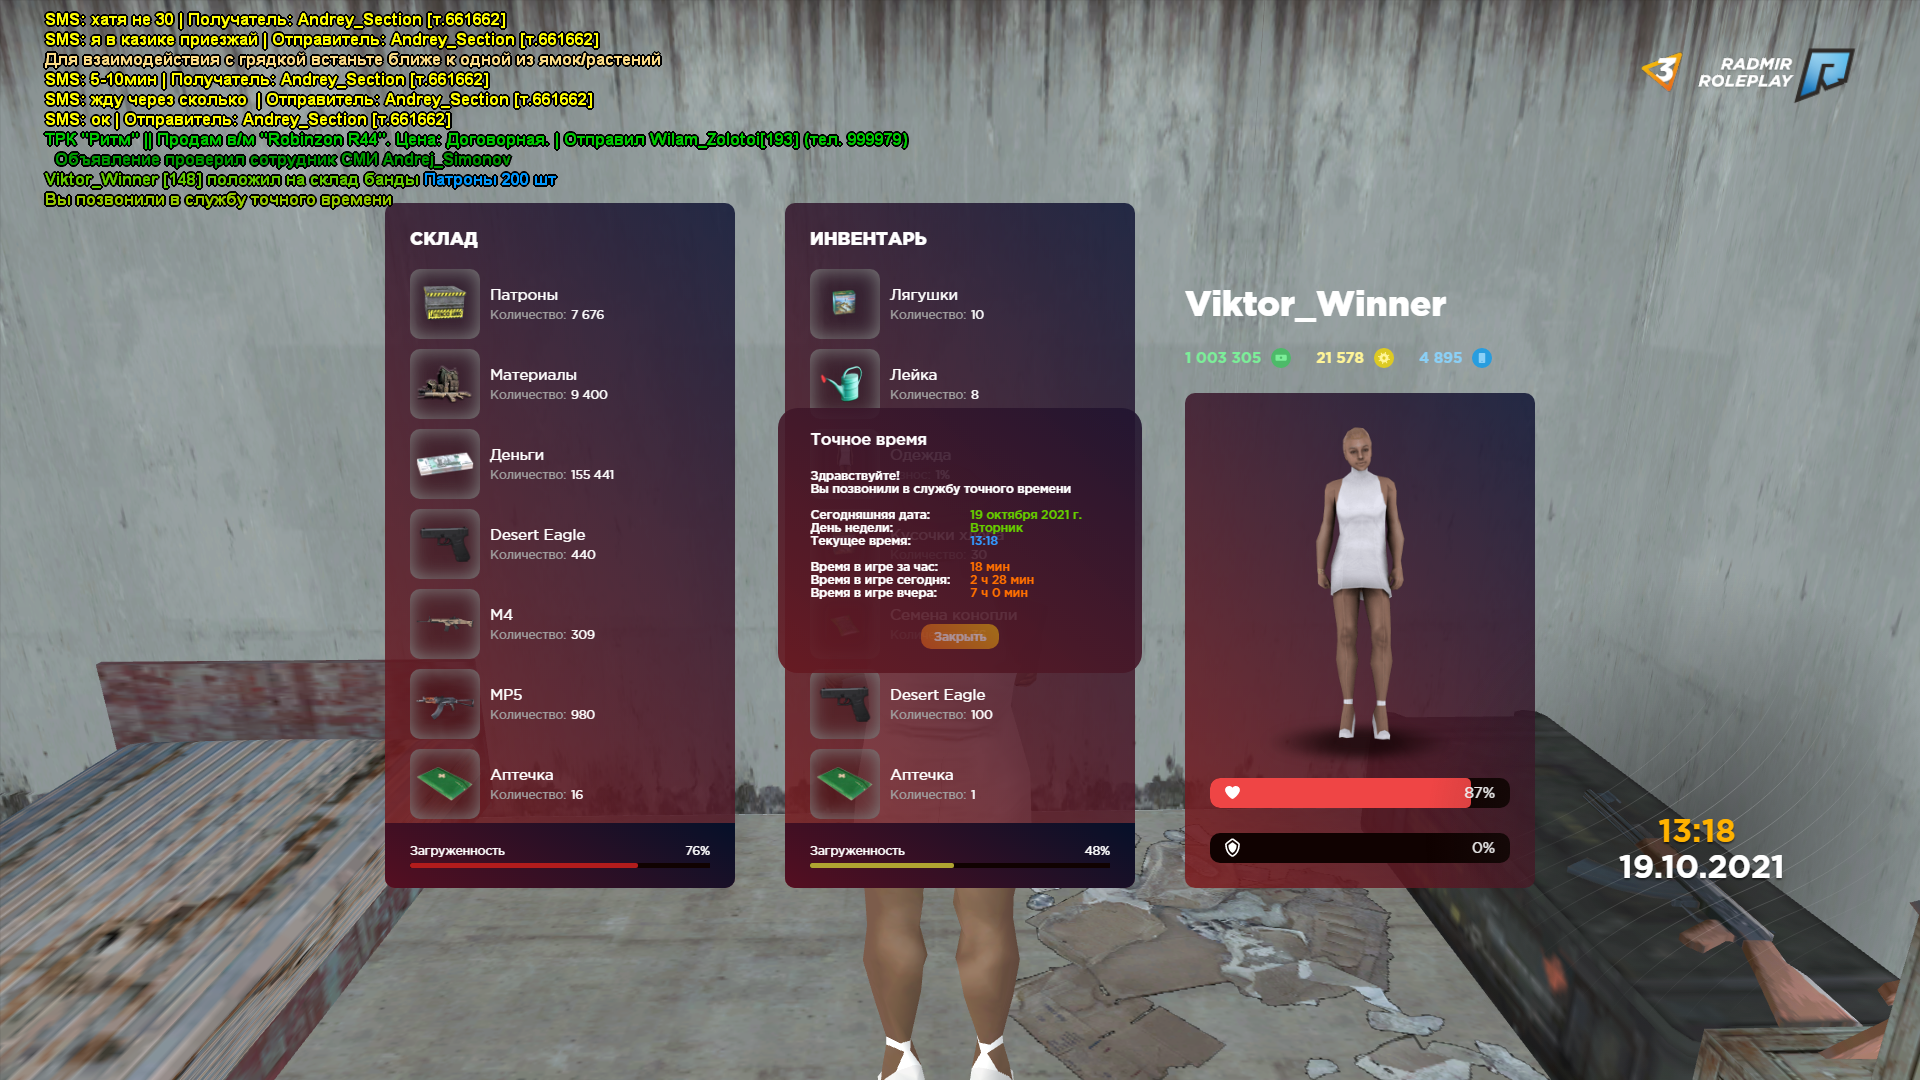 SMS: хатя не 30 | Получатель: Andrey_Section [т.661662]
SMS: я в казике приезжай | Отправитель: Andrey_Section [т.661662]
Для взаимодействия с грядкой встаньте ближе к одной из ямок/растений
SMS: 5-10мин | Получатель: Andrey_Section [т.661662]
SMS: жду через сколько | Отправитель: Andrey_Section [т.661662]
SMS: ок | Отправитель: Andrey_Section [т.661662]
ТРК "Ритм" || Продам в/м "Robinzon R44". Цена: Договорная. | Отправил Wilam_Zolotoi[193] (тел. 999979)
Объявление проверил сотрудник СМИ Andrej_Simonov
Viktor_Winner [148] положил на склад банды Патроны 200 шт
Вы позвонили в службу точного времени
3
RADMIR
ROLEPLAY
СКЛАД
Патроны
Количество: 7 676
Материалы
Количество: 9 400
Деньги
Количество: 155 441
Desert Eagle
Количество: 440
M4
Количество: 309
MP5
Количество: 980
Аптечка
Количество: 16
Загруженность 76%
ИНВЕНТАРЬ
Лягушки
Количество: 10
Лейка
Количество: 8
Одежда
1%
Точное время
Здравствуйте!
Вы позвонили в службу точного времени
Сегодняшняя дата: 19 октября 2021 г.
День недели: Вторник
Текущее время: 13:18
Время в игре за час: 18 мин
Время в игре сегодня: 2 ч 28 мин
Время в игре вчера: 7 ч 0 мин
Закрыть
Кусочки
30
Семена конопли
Desert Eagle
Количество: 100
Аптечка
Количество: 1
Загруженность 48%
Viktor_Winner
1 003 305 21 578 4 895
87%
0%
13:18
19.10.2021